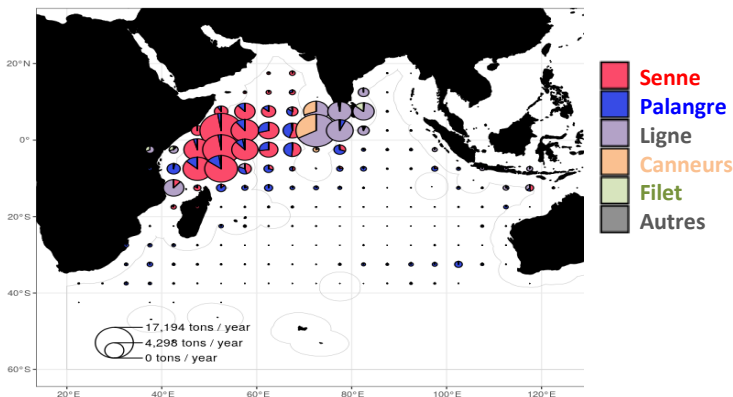 20°N
0°
20°S
40°S
60°S
17,194 tons / year
4,298 tons / year
0 tons / year
20°E
40°E
60°E
80°E
100°E
120°E
Senne
Palangre
Ligne
Canneurs
Filet
Autres